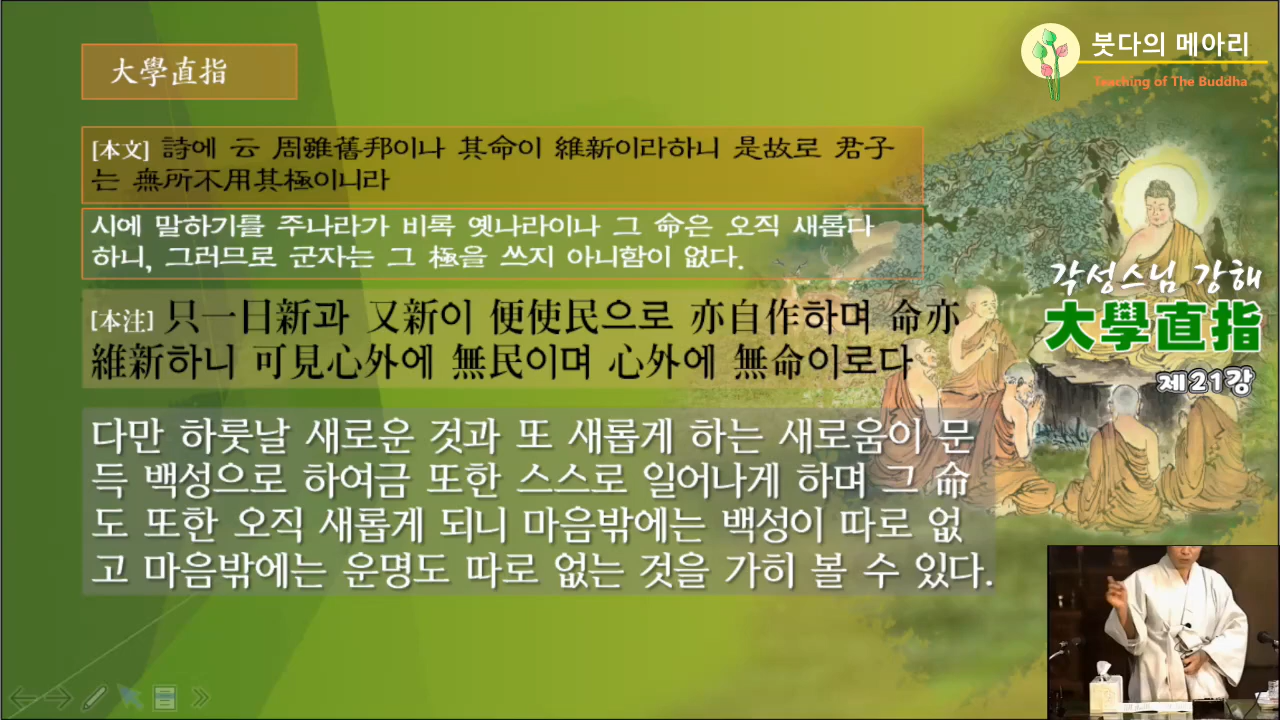 大學直指
붓다의 메아리
Teaching of The Buddha
[本文] 詩에 云 周雖舊邦이나 其命이 維新이라하니 是故로 君子
는 無所不用其極이니라
시에 말하기를 주나라가 비록 옛나라이나 그 命은 오직 새롭다
하니, 그러므로 군자는 그 極을 쓰지 아니함이 없다.
[本注] 只一日新과 又新이 便使民으로 亦自作하며 命亦
維新하니 可見心外에 無民이며 心外에 無命이로다
다만 하룻날 새로운 것과 또 새롭게 하는 새로움이 문
득 백성으로 하여금 또한 스스로 일어나게 하며 그 命
도 또한 오직 새롭게 되니 마음밖에는 백성이 따로 없
고 마음밖에는 운명도 따로 없는 것을 가히 볼 수 있다.
각성스님 강해
大學直指
제21강